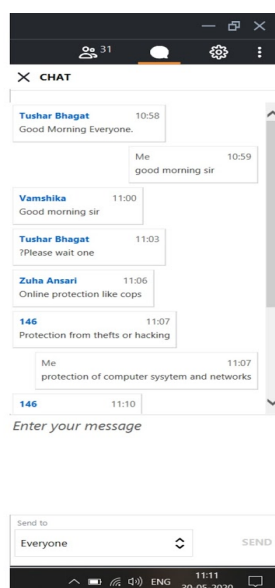 31
CHAT
Tushar Bhagat 10:58
Good Morning Everyone.
Me 10:59
good morning sir
Vamshika 11:00
Good morning sir
Tushar Bhagat 11:03
?Please wait one
Zuha Ansari 11:06
Online protection like cops
146 11:07
Protection from thefts or hacking
Me 11:07
protection of computer sysytem and networks
146 11:10
Enter your message
Send to
Everyone
SEND
ENG
11:11
30-05-2020